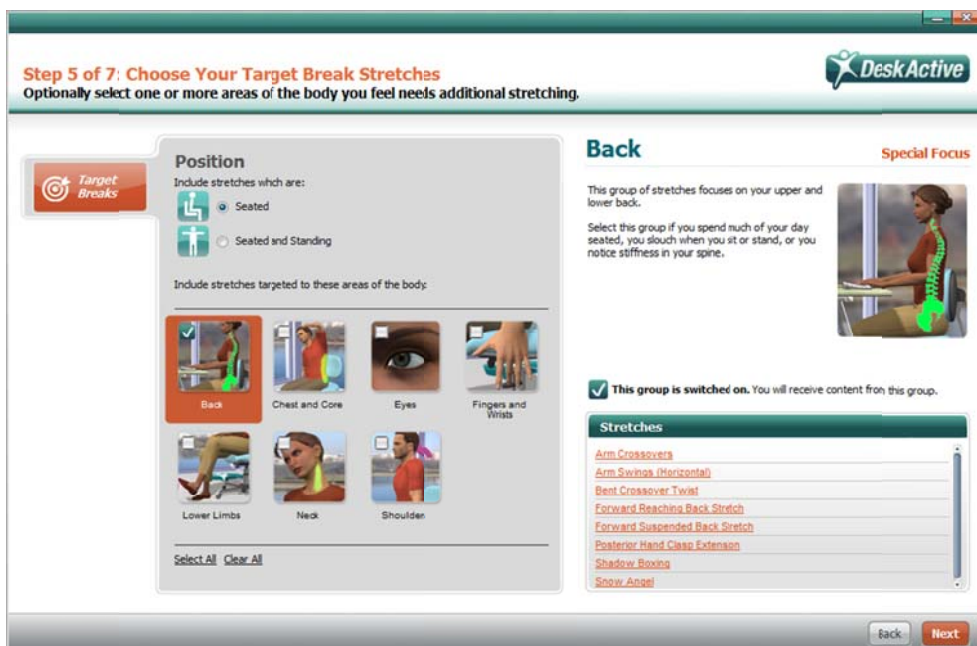 Step 5 of 7: Choose Your Target Break Stretches
Optionally select one or more areas of the body you feel needs additional stretching.
DeskActive
Target
Breaks
Position
Include stretches which are:
Seated
Seated and Standing
Include stretches targeted to these areas of the body:
Back
Chest and Core
Eyes
Fingers and
Wrists
Lower Limbs
Neck
Shoulder
Select All Clear All
Back
Special Focus
This group of stretches focuses on your upper and
lower back.
Select this group if you spend much of your day
seated, you slouch when you sit or stand, or you
notice stiffness in your spine.
This group is switched on. You will receive content from this group.
Stretches
Arm Crossovers
Arm Swings (Horizontal)
Bent Crossover Twist
Forward Reaching Back Stretch
Forward Suspended Back Stretch
Posterior Hand Clasp Extension
Shadow Boxing
Snow Angel
Back
Next